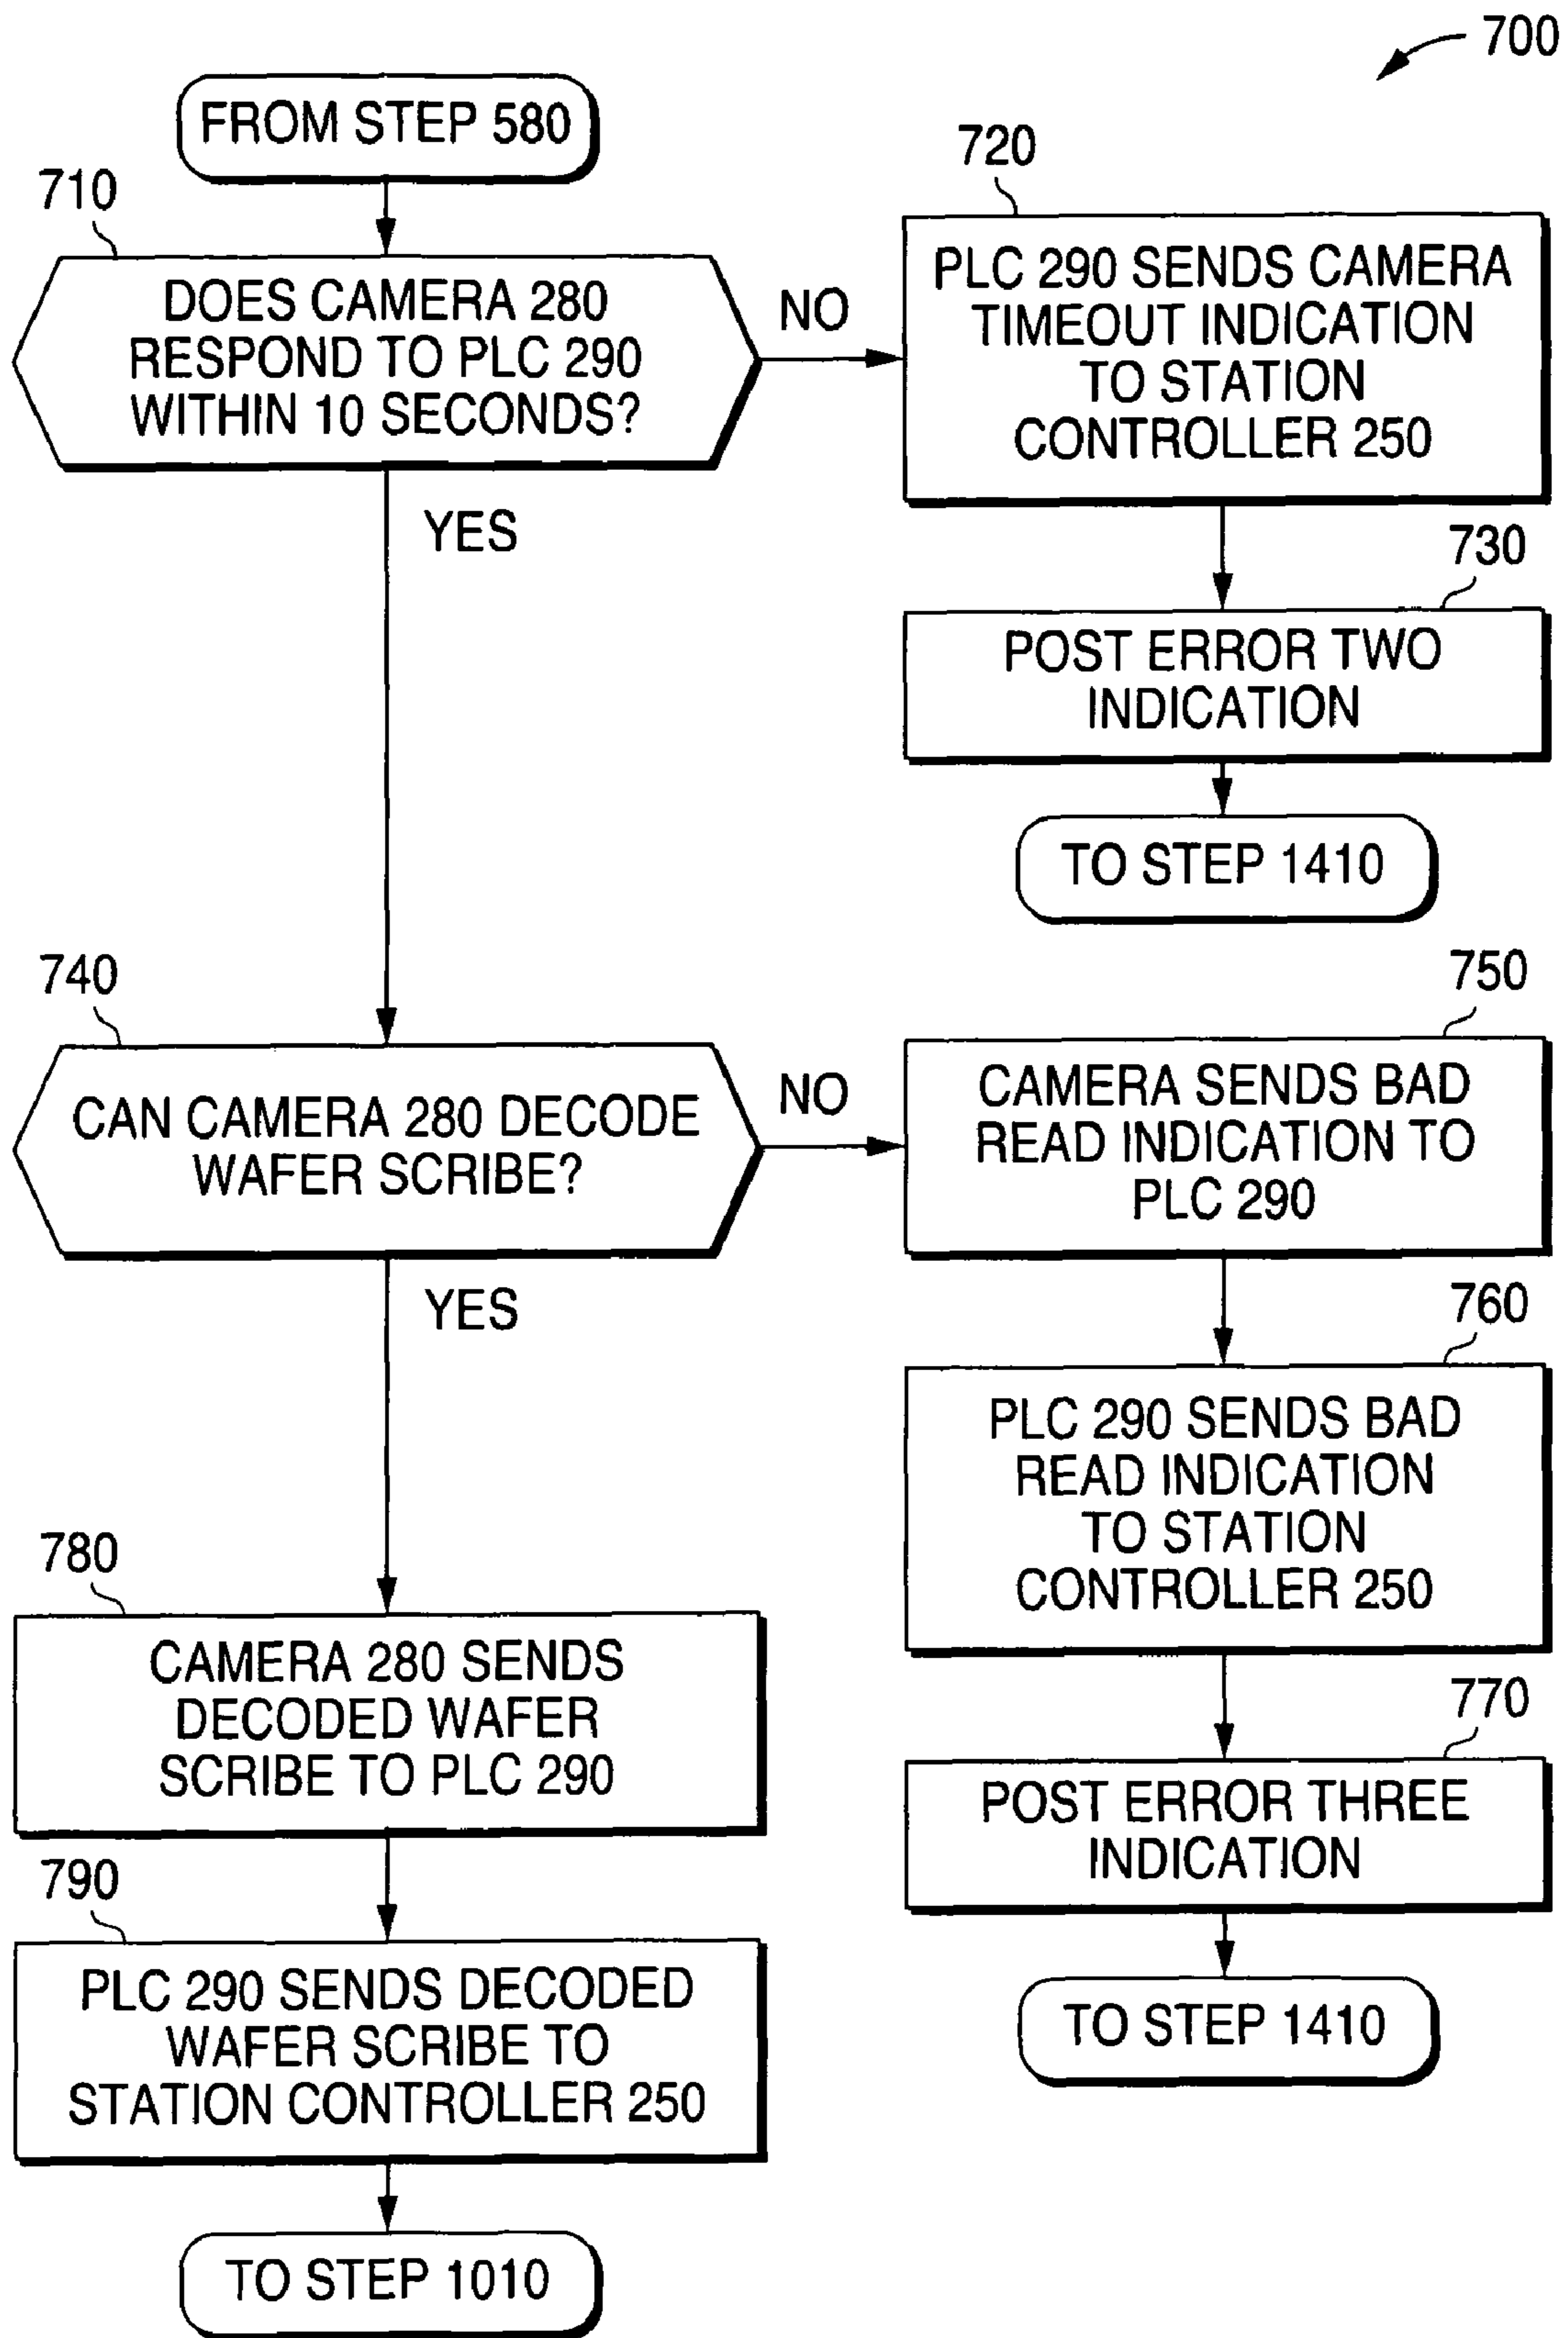 700
FROM STEP 580
710
DOES CAMERA 280
RESPOND TO PLC 290
WITHIN 10 SECONDS?
NO
YES
720
PLC 290 SENDS CAMERA
TIMEOUT INDICATION
TO STATION
CONTROLLER 250
730
POST ERROR TWO
INDICATION
TO STEP 1410
740
CAN CAMERA 280 DECODE
WAFER SCRIBE?
NO
YES
750
CAMERA SENDS BAD
READ INDICATION TO
PLC 290
760
PLC 290 SENDS BAD
READ INDICATION
TO STATION
CONTROLLER 250
770
POST ERROR THREE
INDICATION
TO STEP 1410
780
CAMERA 280 SENDS
DECODED WAFER
SCRIBE TO PLC 290
790
PLC 290 SENDS DECODED
WAFER SCRIBE TO
STATION CONTROLLER 250
TO STEP 1010